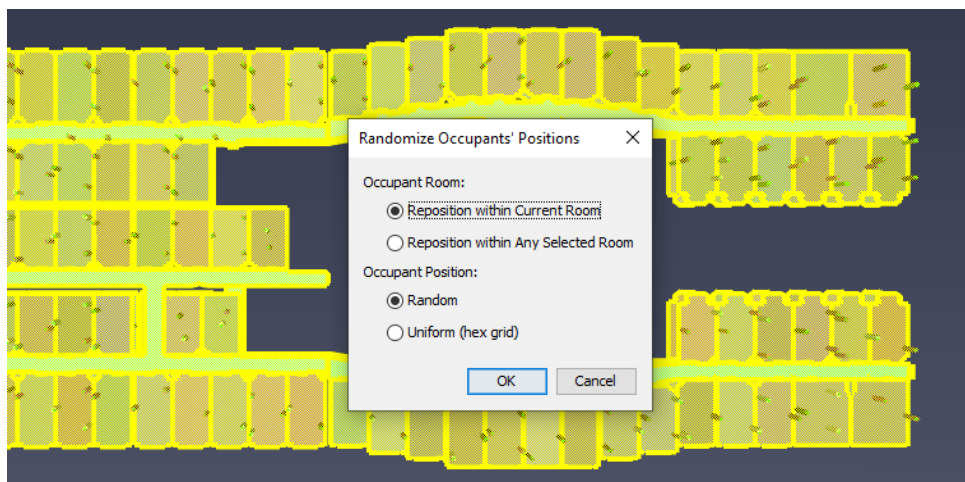 Randomize Occupants' Positions
Occupant Room:
Reposition within Current Room
Reposition within Any Selected Room
Occupant Position:
Random
Uniform (hex grid)
OK Cancel